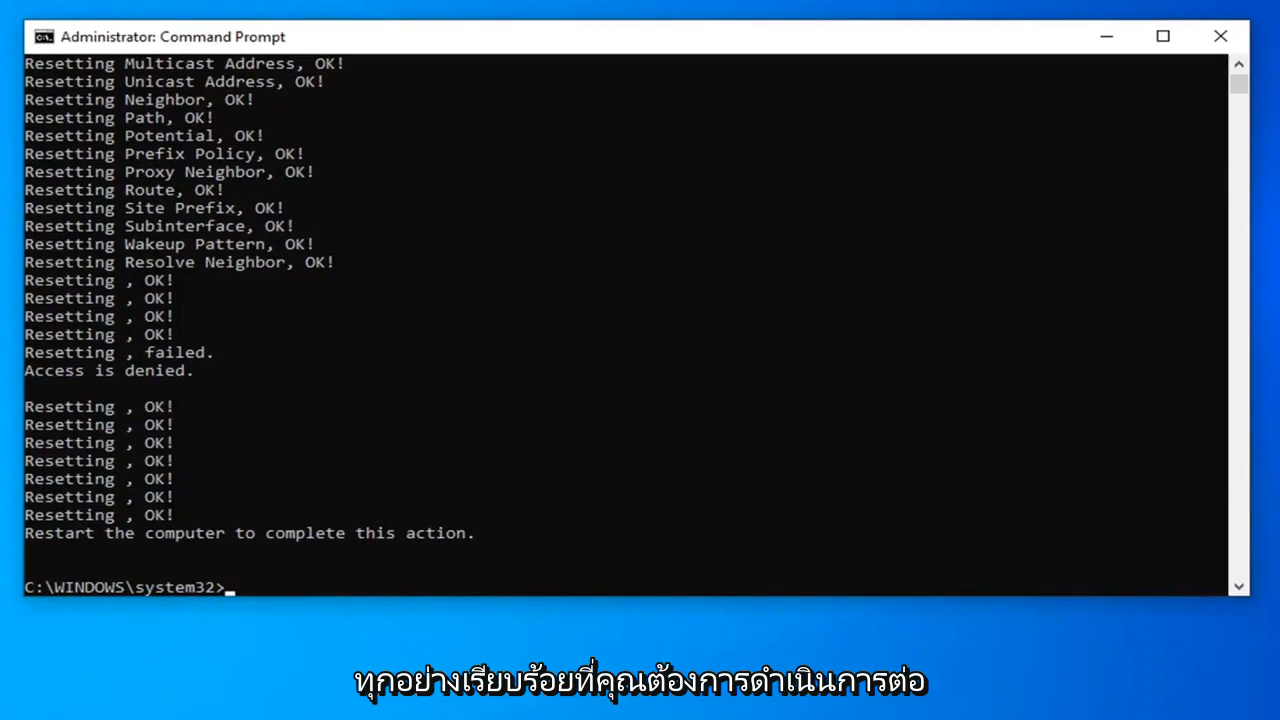 Administrator: Command Prompt
Resetting Multicast Address, OK!
Resetting Unicast Address, OK!
Resetting Neighbor, OK!
Resetting Path, OK!
Resetting Potential, OK!
Resetting Prefix Policy, OK!
Resetting Proxy Neighbor, OK!
Resetting Route, OK!
Resetting Site Prefix, OK!
Resetting Subinterface, OK!
Resetting Wakeup Pattern, OK!
Resetting Resolve Neighbor, OK!
Resetting , OK!
Resetting , OK!
Resetting , OK!
Resetting , OK!
Resetting , failed.
Access is denied.
Resetting , OK!
Resetting , OK!
Resetting , OK!
Resetting , OK!
Resetting , OK!
Resetting , OK!
Resetting , OK!
Restart the computer to complete this action.
C:\WINDOWS\system32>
ทุกอย่างเรียบร้อยที่คุณต้องการดำเนินการต่อ